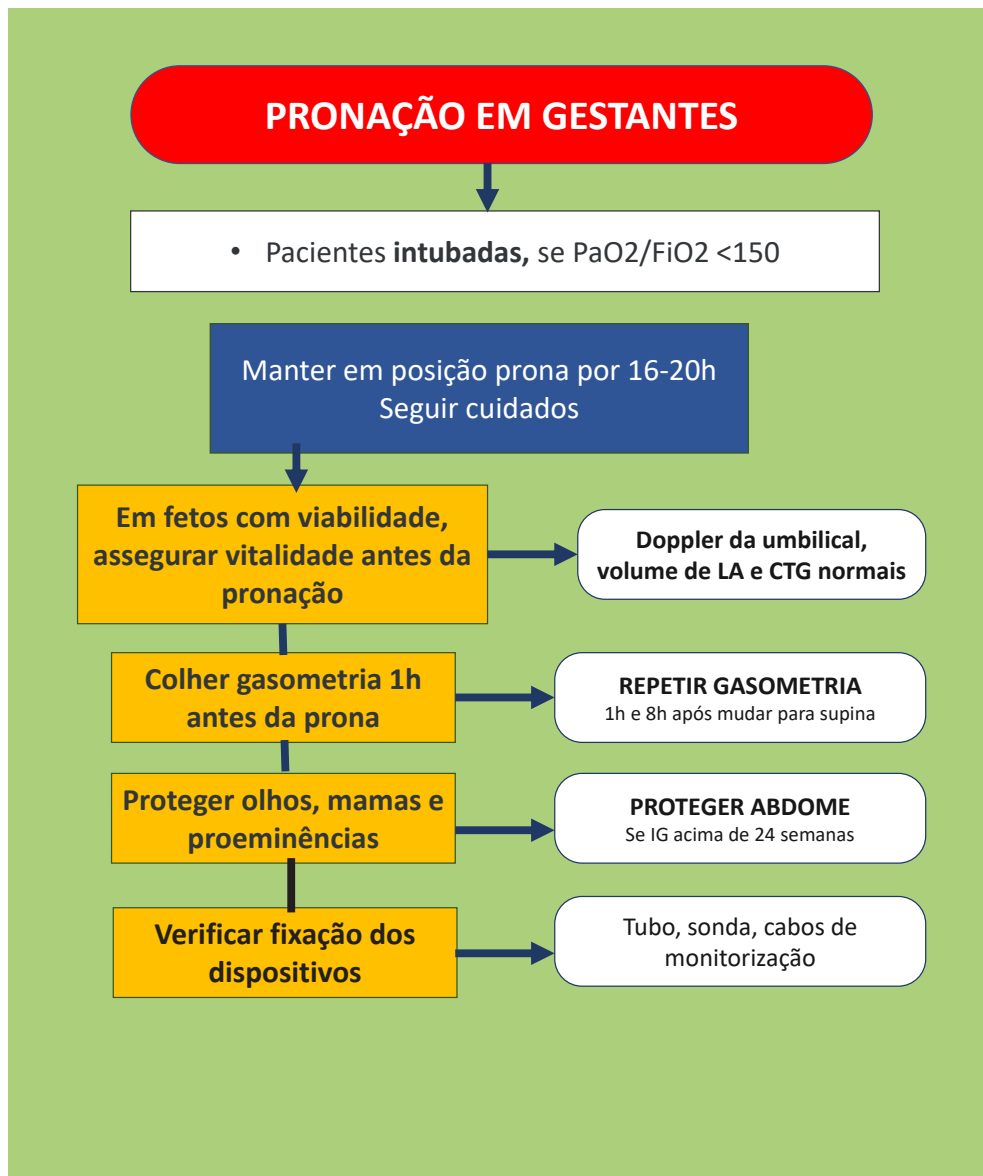 PRONAÇÃO EM GESTANTES
• Pacientes intubadas, se PaO2/FiO2 <150
Manter em posição prona por 16-20h
Seguir cuidados
Em fetos com viabilidade,
assegurar vitalidade antes da
pronação
Doppler da umbilical,
volume de LA e CTG normais
Colher gasometria 1h
antes da prona
REPETIR GASOMETRIA
1h e 8h após mudar para supina
Proteger olhos, mamas e
proeminências
PROTEGER ABDOME
Se IG acima de 24 semanas
Verificar fixação dos
dispositivos
Tubo, sonda, cabos de
monitorização